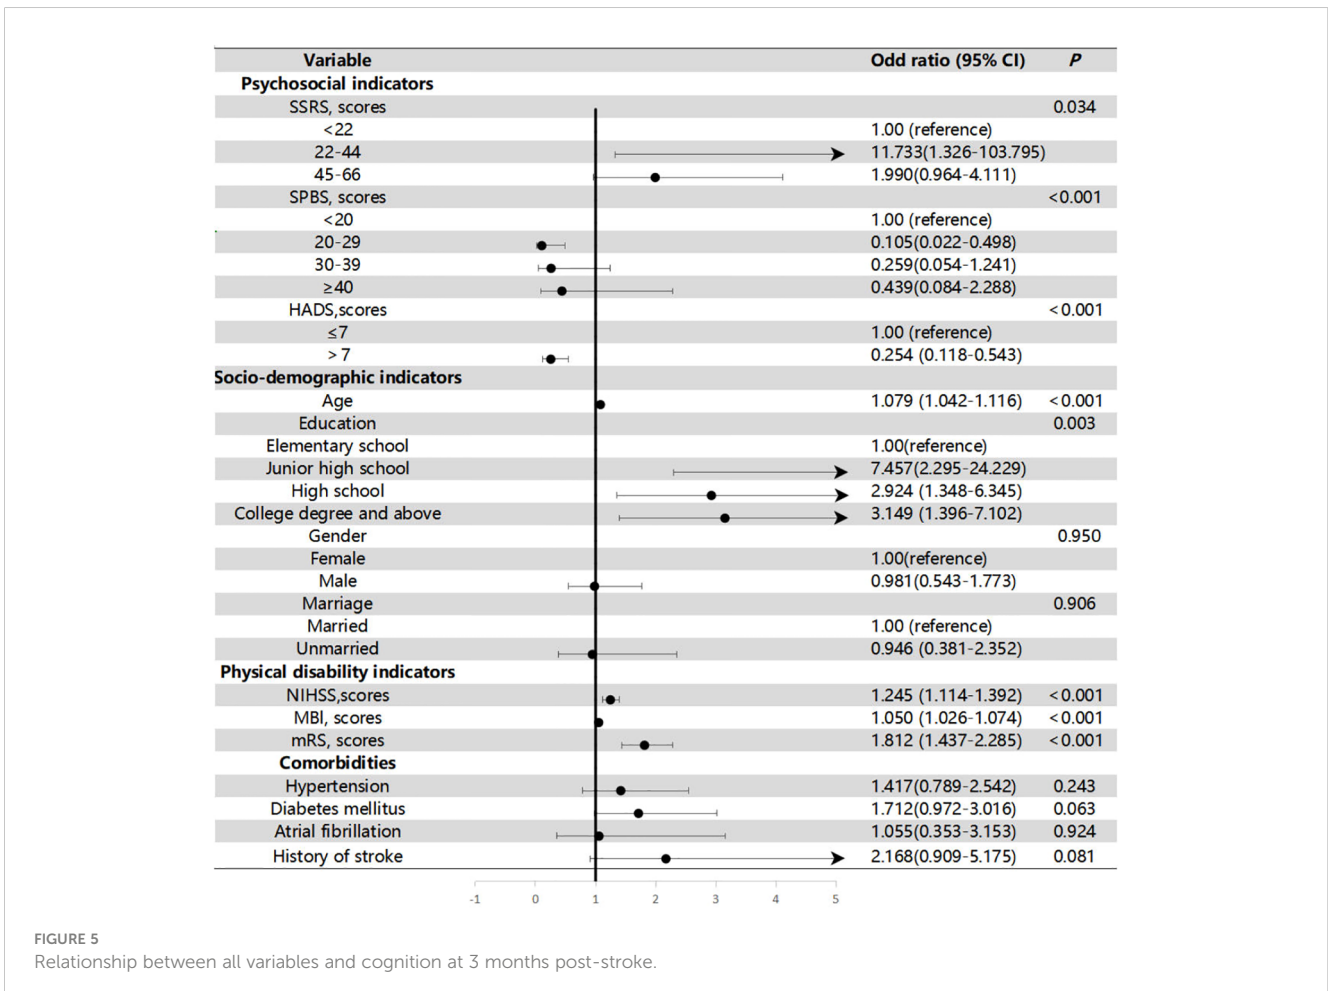 Variable Odd ratio (95% CI) P
Psychosocial indicators
SSRS, scores 0.034
<22 1.00 (reference)
22-44 11.733(1.326-103.795)
45-66 1.990(0.964-4.111)
SPBS, scores <0.001
<20 1.00 (reference)
20-29 0.105(0.022-0.498)
30-39 0.259(0.054-1.241)
≥40 0.439(0.084-2.288)
HADS,scores <0.001
≤7 1.00 (reference)
> 7 0.254 (0.118-0.543)
Socio-demographic indicators
Age 1.079 (1.042-1.116) <0.001
Education 0.003
Elementary school 1.00(reference)
Junior high school 7.457(2.295-24.229)
High school 2.924 (1.348-6.345)
College degree and above 3.149 (1.396-7.102)
Gender 0.950
Female 1.00(reference)
Male 0.981(0.543-1.773)
Marriage 0.906
Married 1.00 (reference)
Unmarried 0.946 (0.381-2.352)
Physical disability indicators
NIHSS,scores 1.245 (1.114-1.392) <0.001
MBI, scores 1.050 (1.026-1.074) <0.001
mRS, scores 1.812 (1.437-2.285) <0.001
Comorbidities
Hypertension 1.417(0.789-2.542) 0.243
Diabetes mellitus 1.712(0.972-3.016) 0.063
Atrial fibrillation 1.055(0.353-3.153) 0.924
History of stroke 2.168(0.909-5.175) 0.081
-1 0 1 2 3 4 5
FIGURE 5
Relationship between all variables and cognition at 3 months post-stroke.